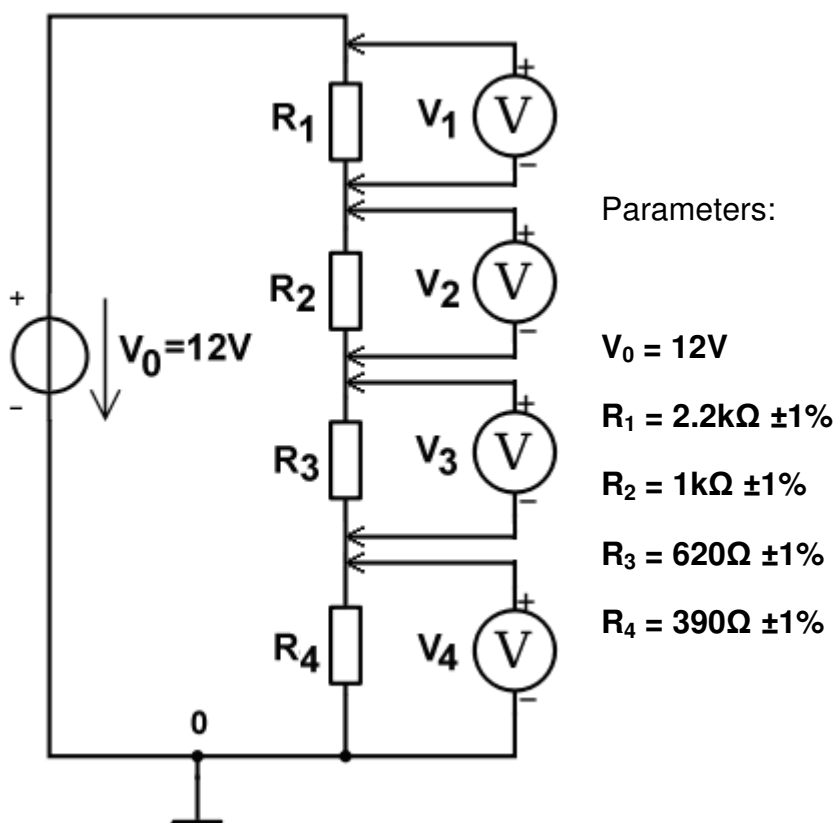 R1
V1
V
+
–
R2
V2
V
+
–
+
–
V0=12V
R3
V3
V
+
–
R4
V4
V
+
–
0
Parameters:
V0 = 12V
R1 = 2.2kΩ ±1%
R2 = 1kΩ ±1%
R3 = 620Ω ±1%
R4 = 390Ω ±1%